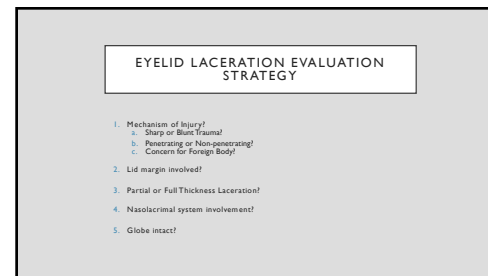 EYELID LACERATION EVALUATION
STRATEGY
1. Mechanism of Injury?
a. Sharp or Blunt Trauma?
b. Penetrating or Non-penetrating?
c. Concern for Foreign Body?
2. Lid margin involved?
3. Partial or Full Thickness Laceration?
4. Nasolacrimal system involvement?
5. Globe intact?